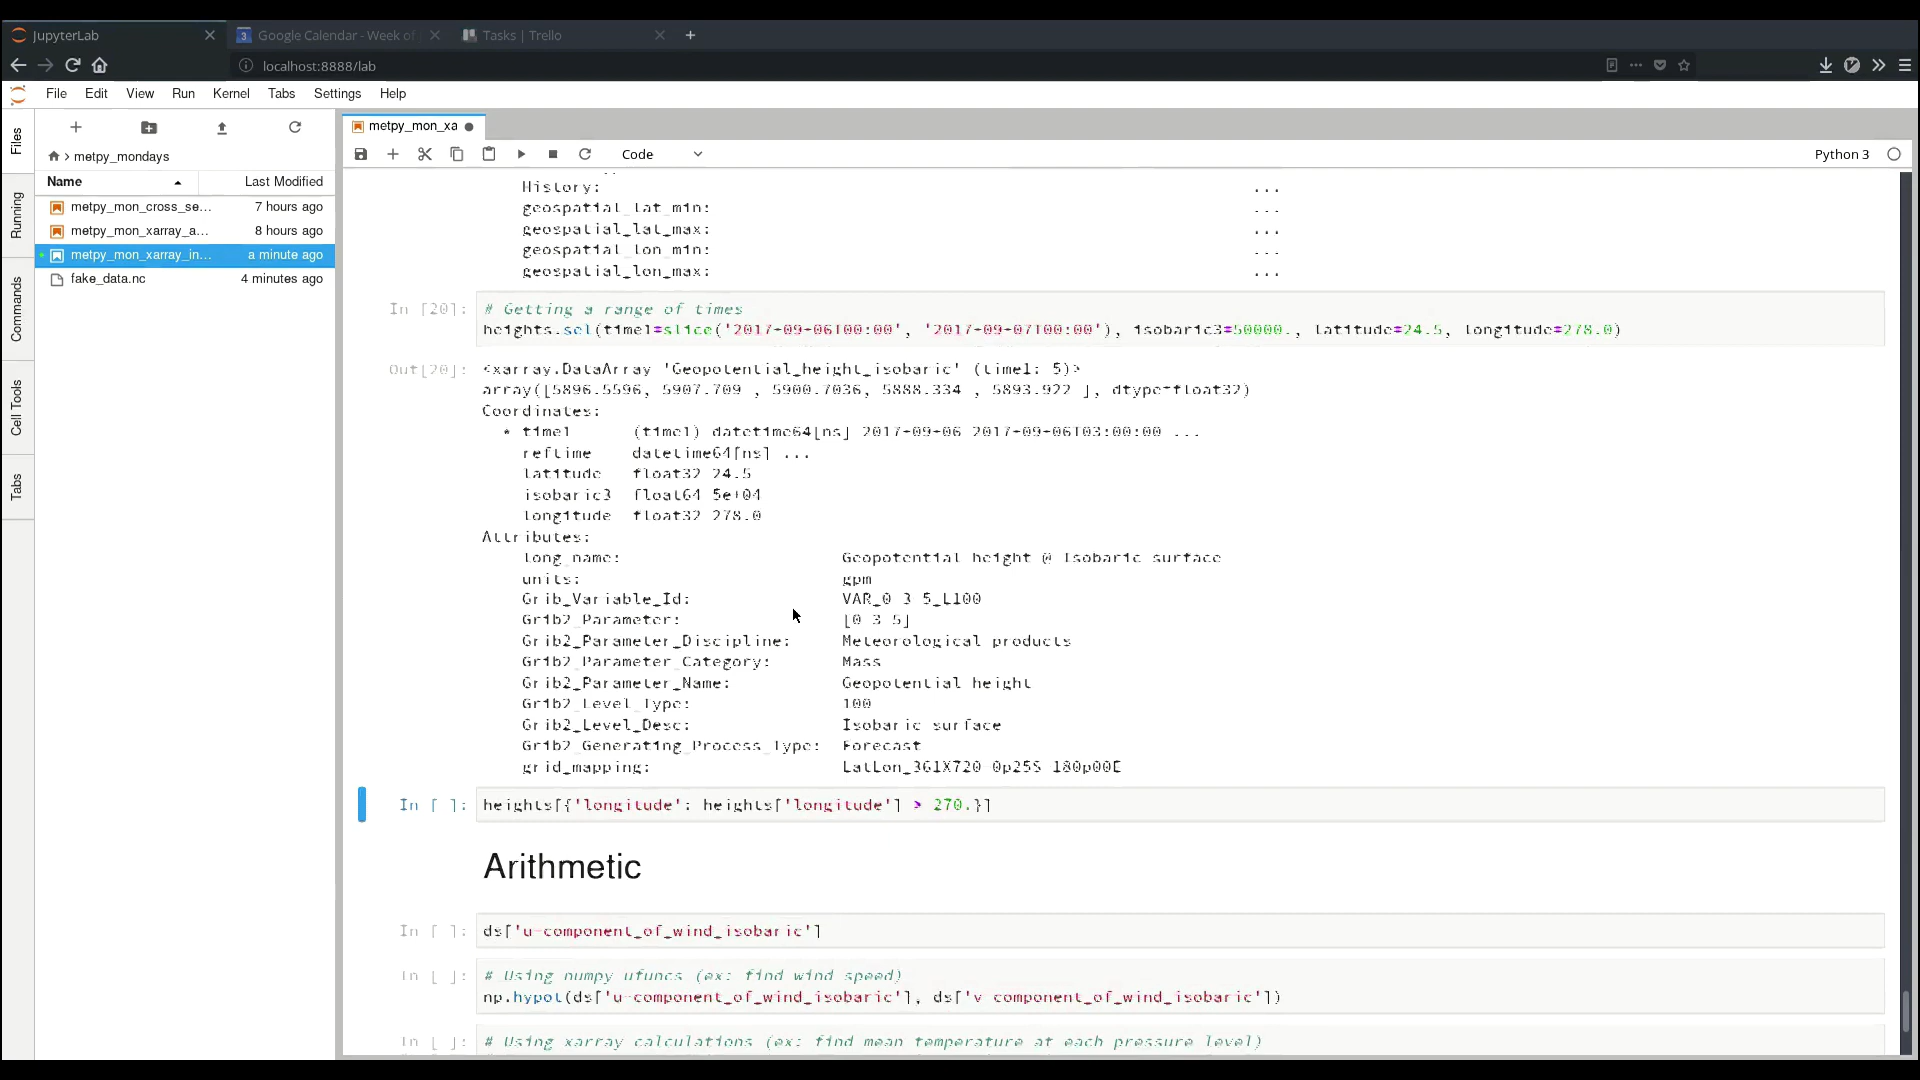 JupyterLab
Google Calendar - Week of
Tasks | Trello
localhost:8888/lab
File Edit View Run Kernel Tabs Settings Help
Files
Running
Commands
Cell Tools
Tabs
metpy_mondays
Name Last Modified
metpy_mon_cross_se... 7 hours ago
metpy_mon_xarray_a... 8 hours ago
metpy_mon_xarray_in... a minute ago
fake_data.nc 4 minutes ago
metpy_mon_xa
Code
Python 3
History: ...
geospatial_lat_min: ...
geospatial_lat_max: ...
geospatial_lon_min: ...
geospatial_lon_max: ...
In [20]: # Getting a range of times
heights.sel(time1=slice('2017-09-06T00:00', '2017-09-07T00:00'), isobaric3=50000., latitude=24.5, longitude=278.0)
Out[20]: <xarray.DataArray 'Geopotential_height_isobaric' (time1: 5)>
array([5896.5596, 5907.709 , 5900.7036, 5888.334 , 5893.922 ], dtype=float32)
Coordinates:
* time1 (time1) datetime64[ns] 2017-09-06 2017-09-06T03:00:00 ...
reftime datetime64[ns] ...
latitude float32 24.5
isobaric3 float64 5e+04
longitude float32 278.0
Attributes:
long_name: Geopotential height @ Isobaric surface
units: gpm
Grib_Variable_Id: VAR_0-3-5_L100
Grib2_Parameter: [0 3 5]
Grib2_Parameter_Discipline: Meteorological products
Grib2_Parameter_Category: Mass
Grib2_Parameter_Name: Geopotential height
Grib2_Level_Type: 100
Grib2_Level_Desc: Isobaric surface
Grib2_Generating_Process_Type: Forecast
grid_mapping: LatLon_361X720-0p25S-180p00E
In [ ]: heights[{'longitude': heights['longitude'] > 270.}]
Arithmetic
In [ ]: ds['u-component_of_wind_isobaric']
In [ ]: # Using numpy ufuncs (ex: find wind speed)
np.hypot(ds['u-component_of_wind_isobaric'], ds['v-component_of_wind_isobaric'])
In [ ]: # Using xarray calculations (ex: find mean temperature at each pressure level)